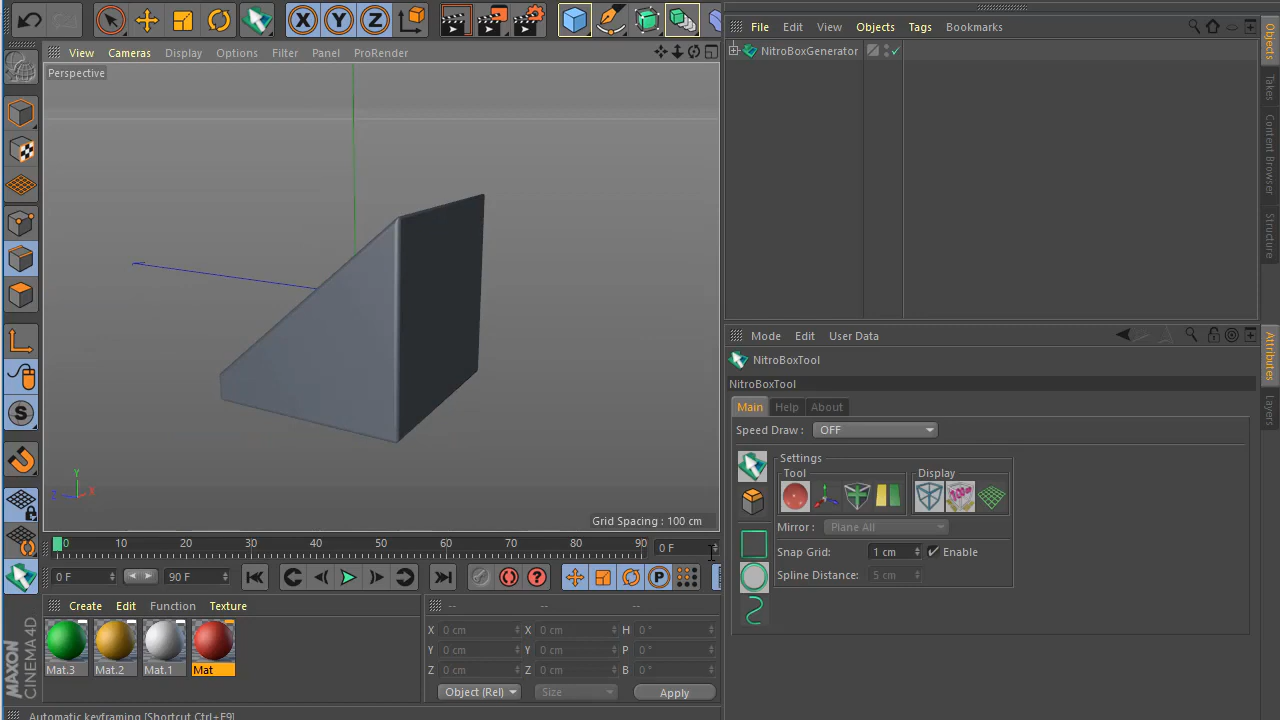 X Y Z
File Edit View Objects Tags Bookmarks
View Cameras Display Options Filter Panel ProRender
NitroBoxGenerator
Perspective
Objects
Takes
Content Browser
Structure
Mode Edit User Data
NitroBoxTool
NitroBoxTool
Main Help About
Attributes
Layers
Speed Draw : OFF
Settings
Tool Display
Mirror : Plane All
Snap Grid: 1 cm Enable
Spline Distance: 5 cm
S
Y
Z X
Grid Spacing : 100 cm
0 10 20 30 40 50 60 70 80 90 0 F
0 F 90 F P
Create Edit Function Texture
-- -- --
X 0 cm X 0 cm H 0 °
Y 0 cm Y 0 cm P 0 °
Z 0 cm Z 0 cm B 0 °
Mat.3 Mat.2 Mat.1 Mat
Object (Rel) Size Apply
MAXON
CINEMA 4D
Automatic keyframing [Shortcut Ctrl+F9]